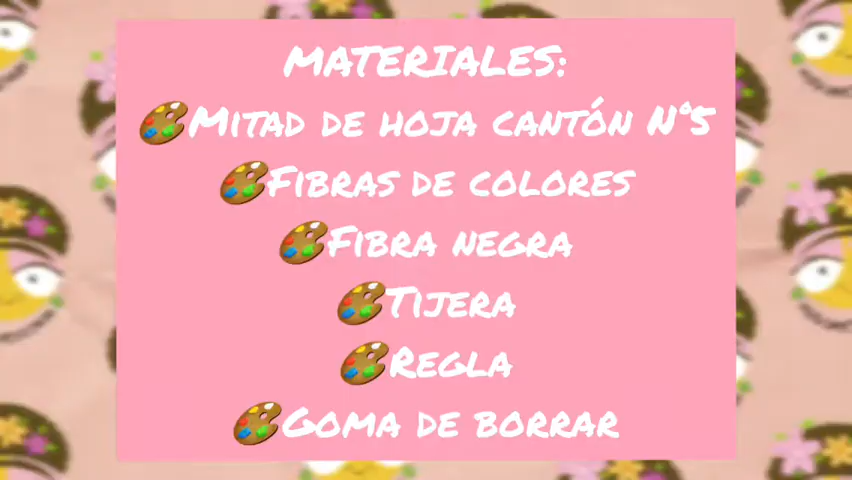 MATERIALES:
🎨MITAD DE HOJA CANTÓN N°5
🎨FIBRAS DE COLORES
🎨FIBRA NEGRA
🎨TIJERA
🎨REGLA
🎨GOMA DE BORRAR